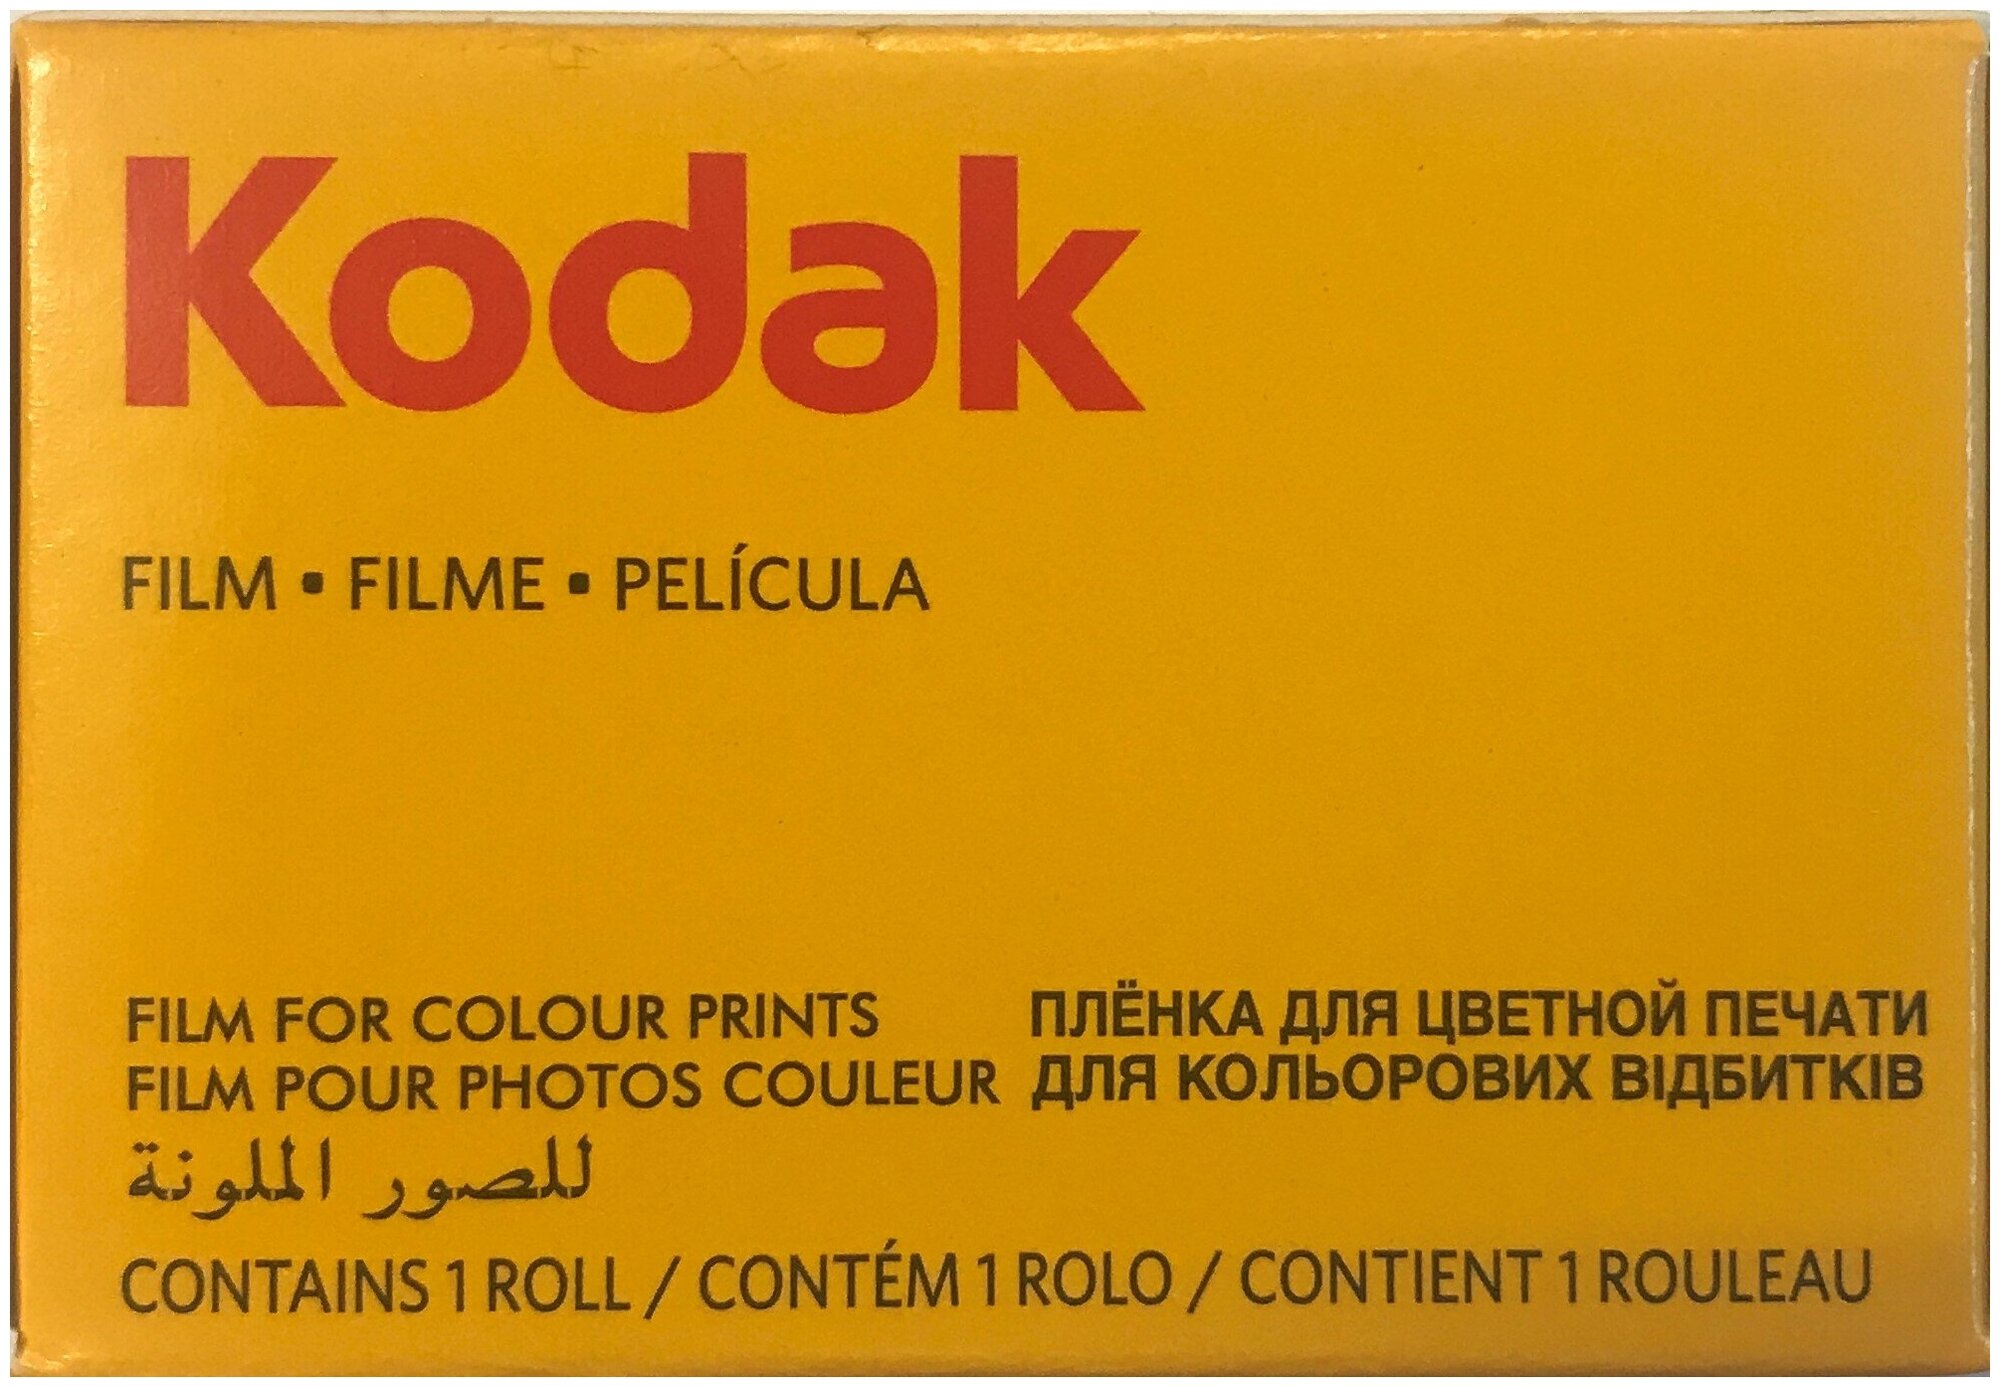 Kodak
FILM ▪ FILME ▪ PELÍCULA
FILM FOR COLOUR PRINTS
FILM POUR PHOTOS COULEUR
للصور الملونة
ПЛЁНКА ДЛЯ ЦВЕТНОЙ ПЕЧАТИ
ДЛЯ КОЛЬОРОВИХ ВІДБИТКІВ
CONTAINS 1 ROLL / CONTÉM 1 ROLO / CONTIENT 1 ROULEAU